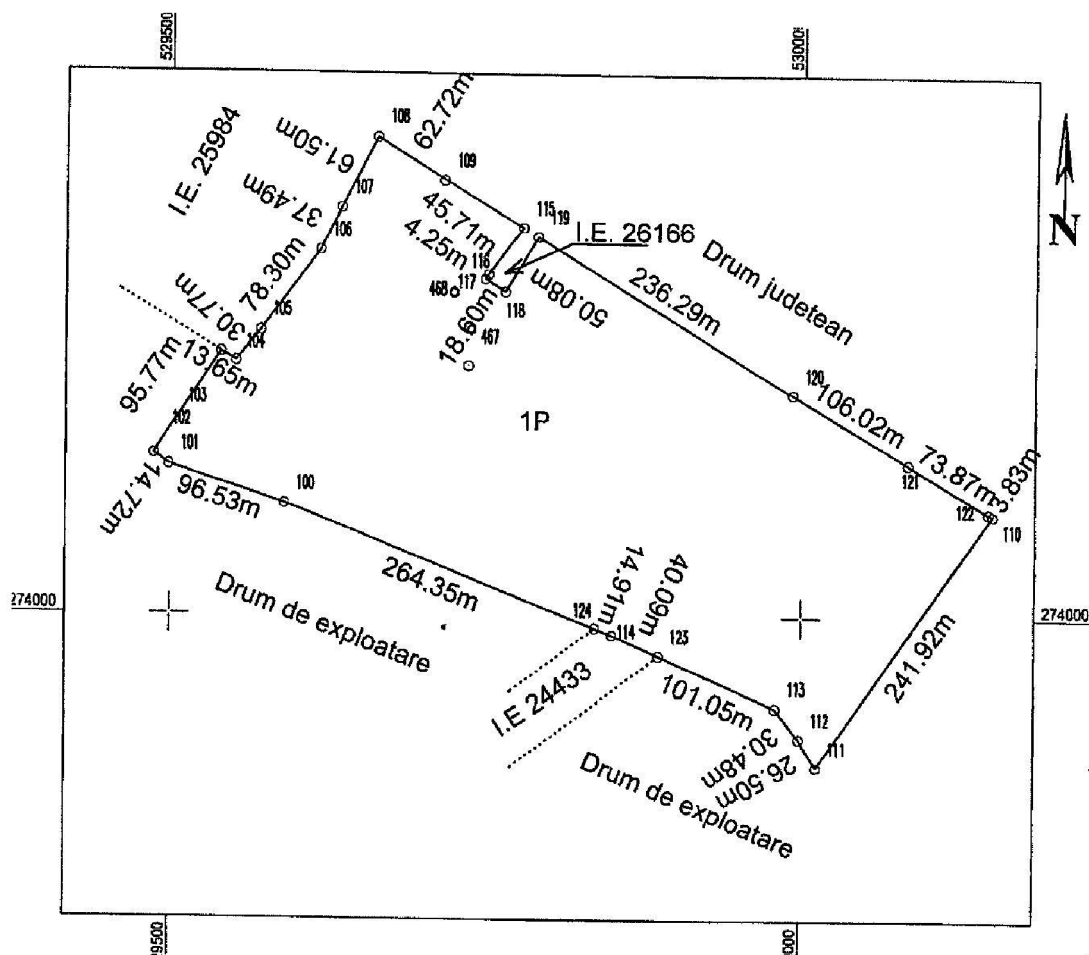 529500
53000
108
62.72m
61.50m
I.E. 25984
109
107
37.49m
115
119
45.71m
I.E. 26166
106
4.25m
116
N
78.30m
117
468
118
50.08m
Drum judetean
236.29m
30.77m
105
18.60m
467
104
13.65m
95.77m
103
120
106.02m
1P
102
101
121
73.87m
3.83m
122
110
14.72m
96.53m
100
264.35m
14.91m
40.09m
Drum de exploatare
274000
274000
124
114
123
241.92m
I.E 24433
101.05m
113
112
30.48m
111
26.50m
Drum de exploatare